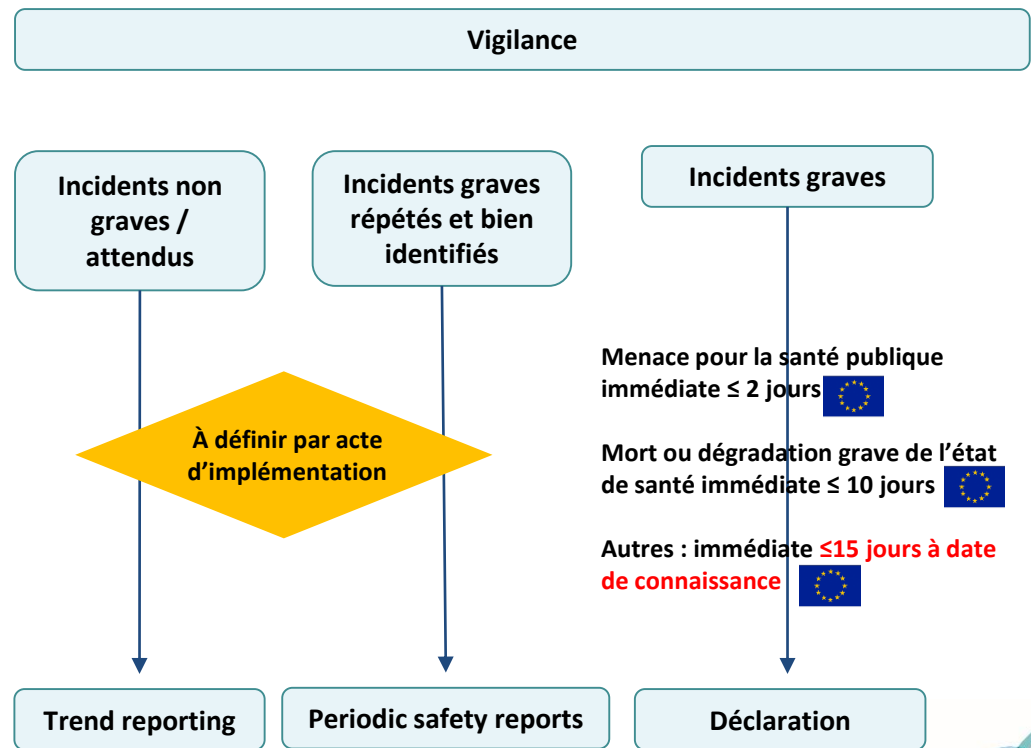 Vigilance
Incidents non
graves /
attendus
Incidents graves
répétés et bien
identifiés
Incidents graves
À définir par acte
d’implémentation
Menace pour la santé publique
immédiate ≤ 2 jours
Mort ou dégradation grave de l’état
de santé immédiate ≤ 10 jours
Autres : immédiate ≤15 jours à date
de connaissance
Trend reporting
Periodic safety reports
Déclaration